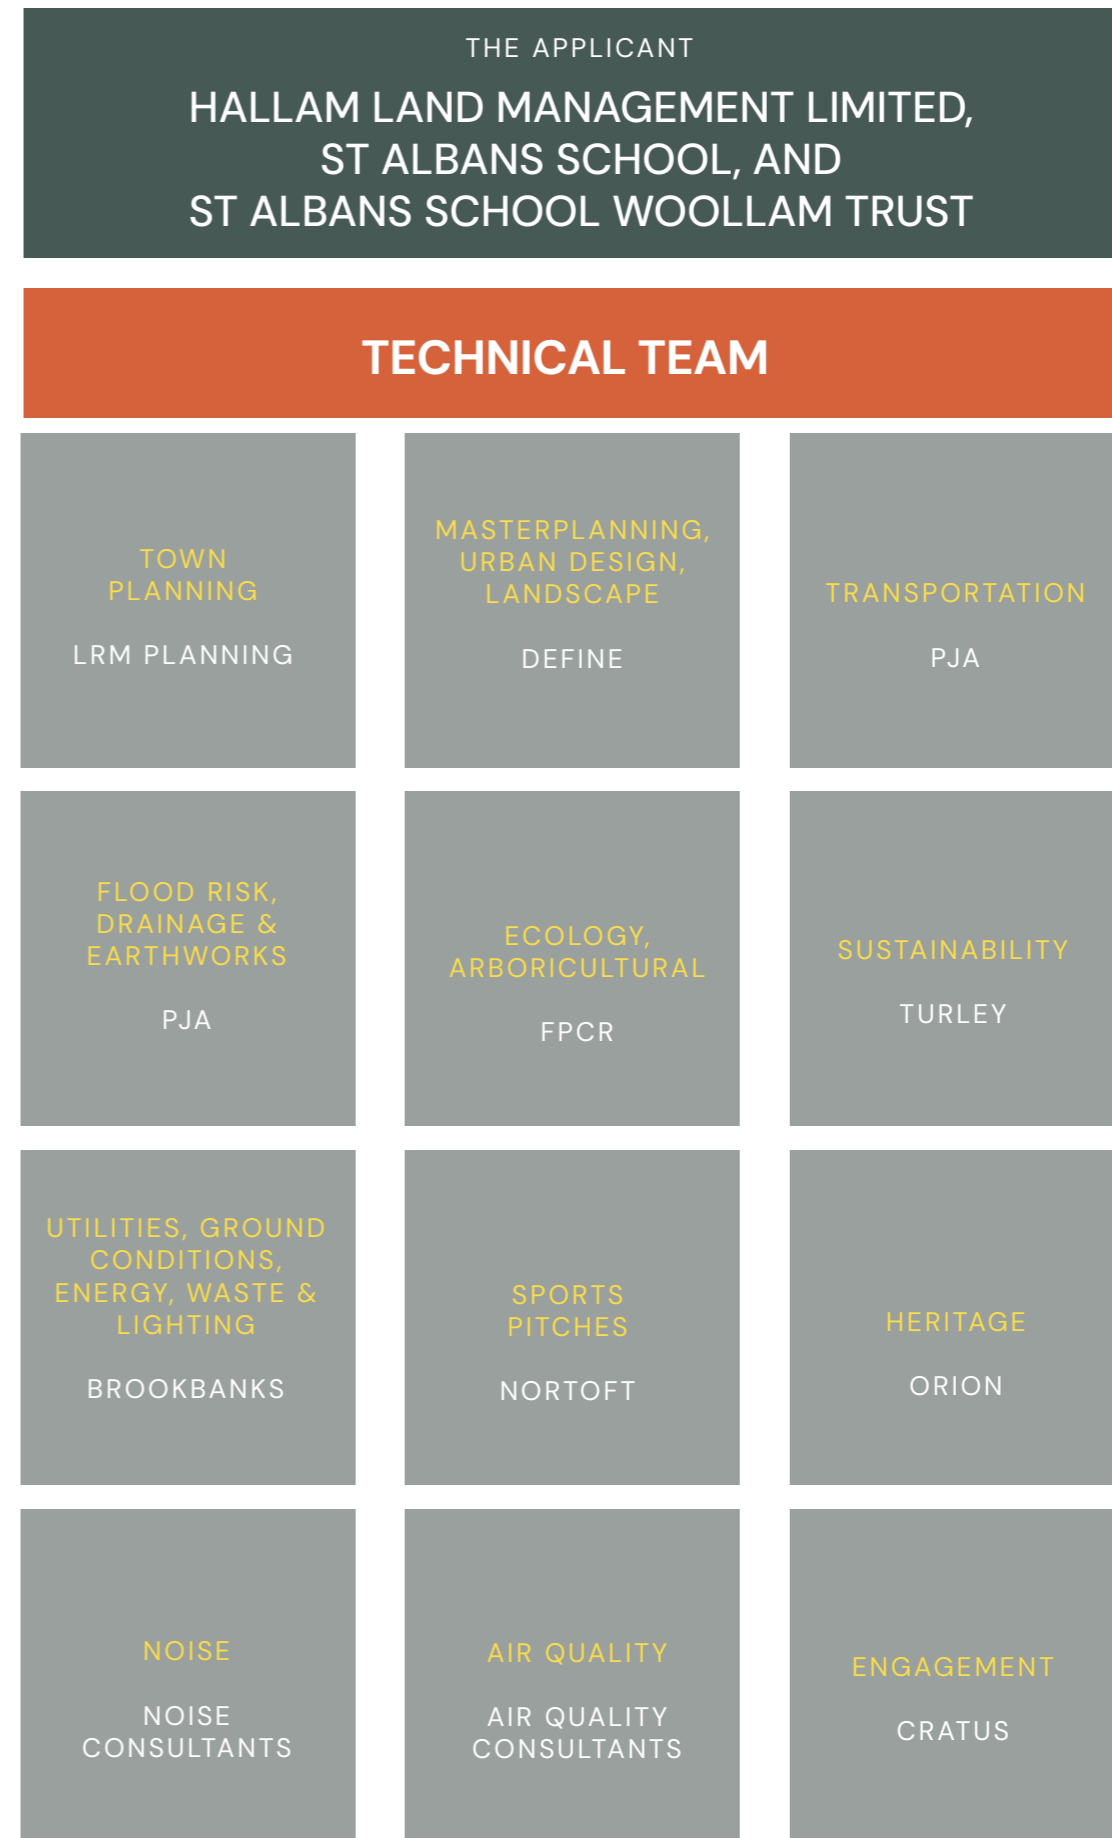 THE APPLICANT
HALLAM LAND MANAGEMENT LIMITED,
ST ALBANS SCHOOL, AND
ST ALBANS SCHOOL WOOLLAM TRUST
TECHNICAL TEAM
TOWN
PLANNING
LRM PLANNING
MASTERPLANNING,
URBAN DESIGN,
LANDSCAPE
DEFINE
TRANSPORTATION
PJA
FLOOD RISK,
DRAINAGE &
EARTHWORKS
PJA
ECOLOGY,
ARBORICULTURAL
FPCR
SUSTAINABILITY
TURLEY
UTILITIES, GROUND
CONDITIONS,
ENERGY, WASTE &
LIGHTING
BROOKBANKS
SPORTS
PITCHES
NORTOFT
HERITAGE
ORION
NOISE
NOISE
CONSULTANTS
AIR QUALITY
AIR QUALITY
CONSULTANTS
ENGAGEMENT
CRATUS